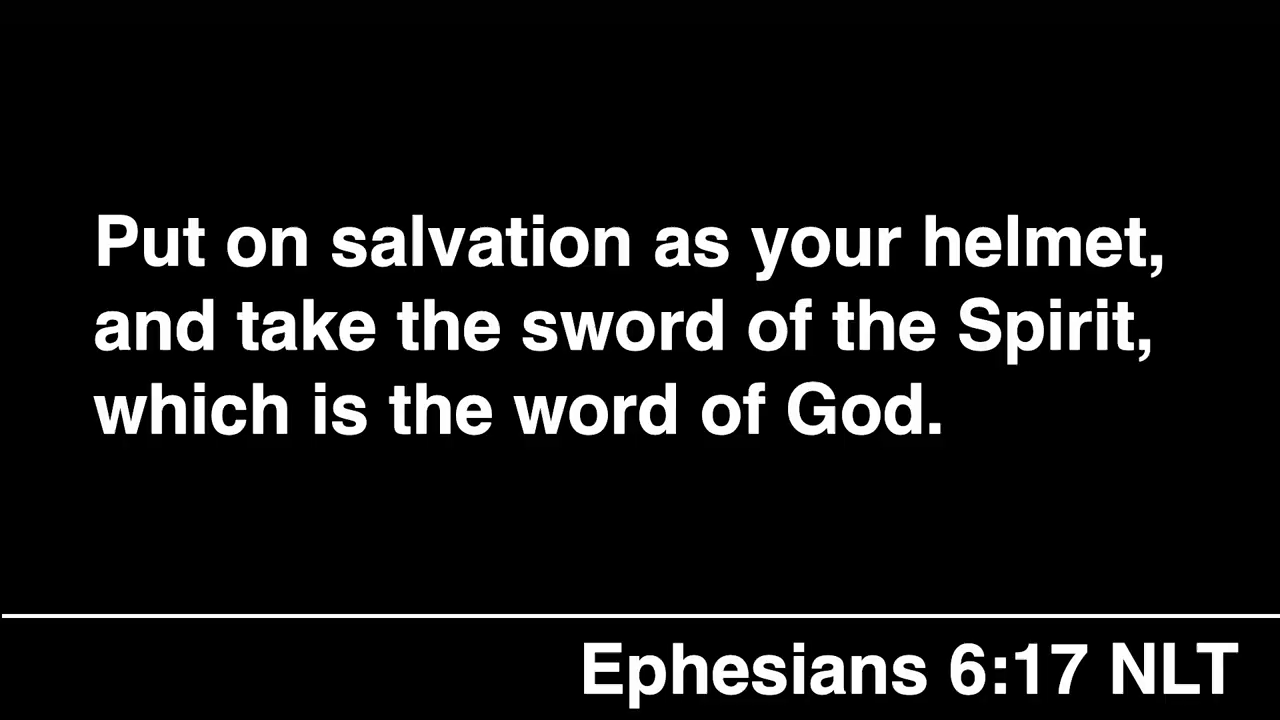 Put on salvation as your helmet,
and take the sword of the Spirit,
which is the word of God.
Ephesians 6:17 NLT